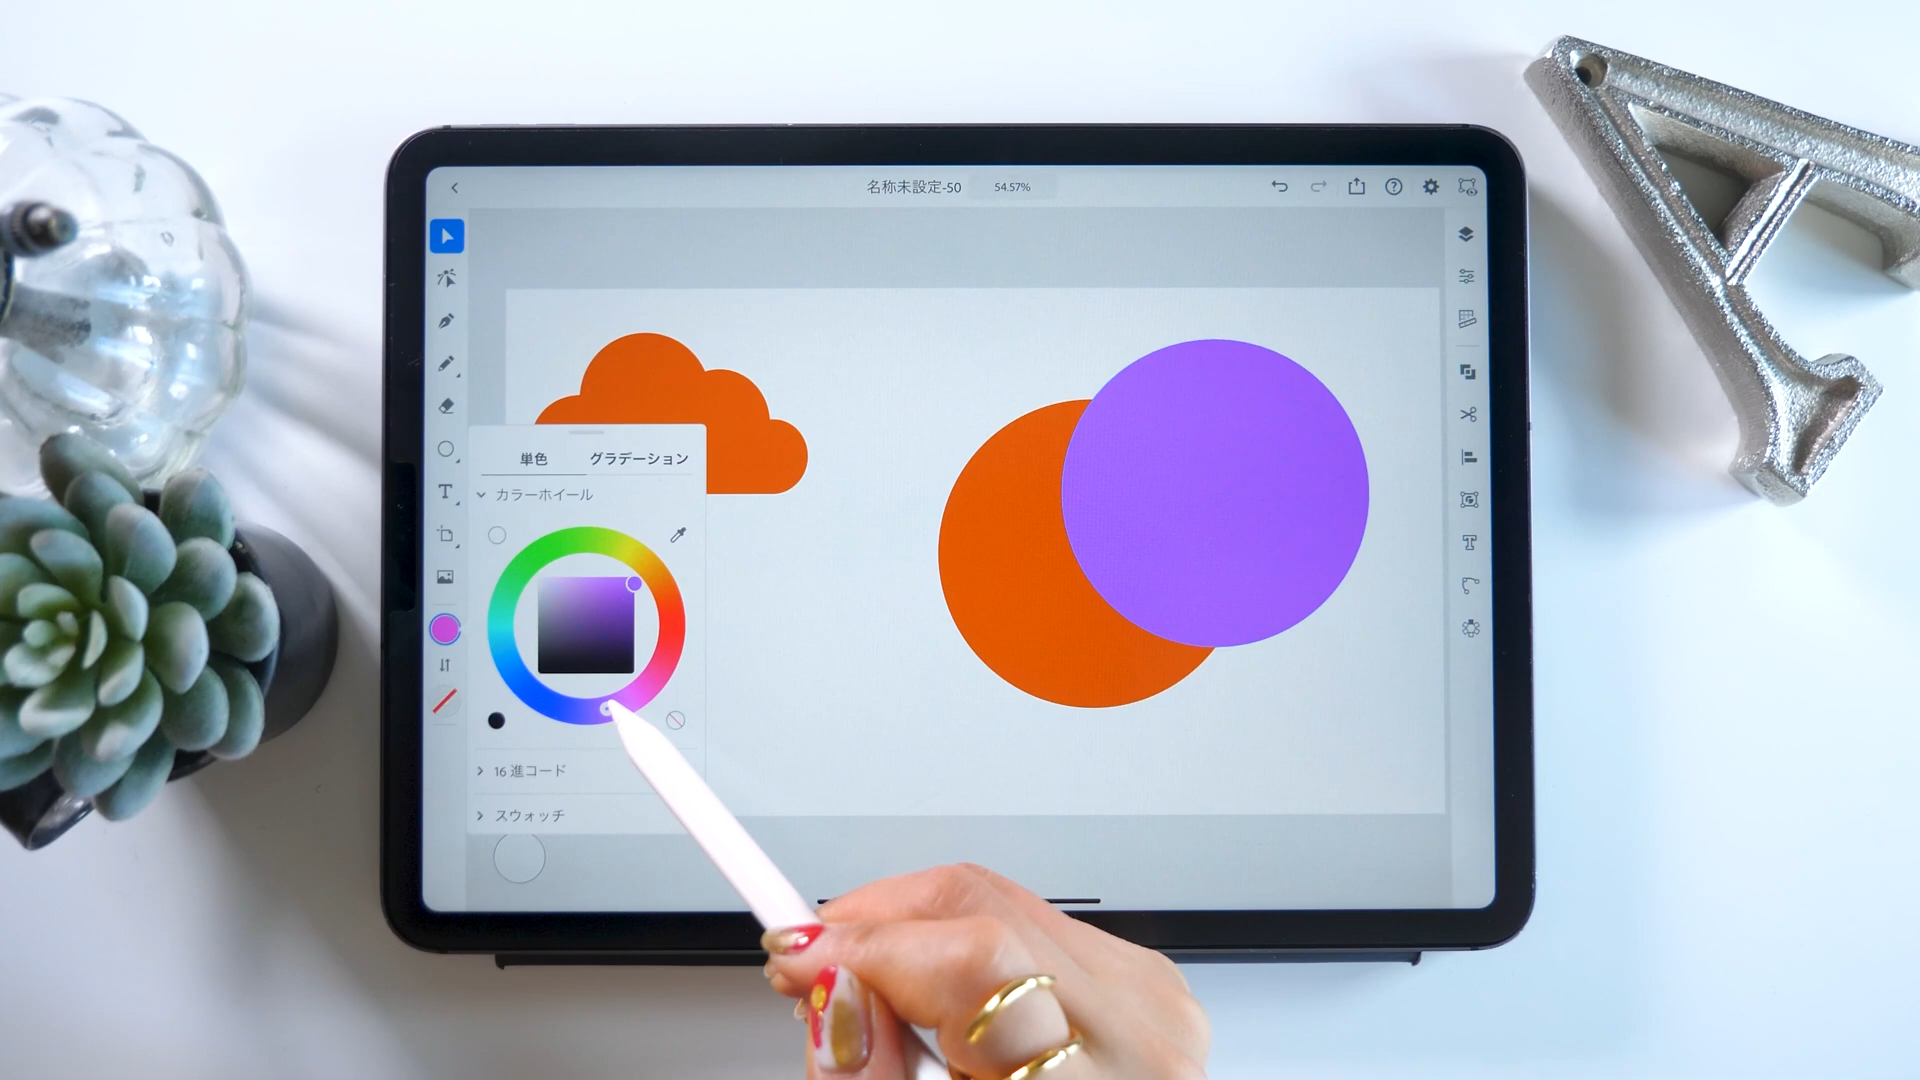 名称未設定-50 54.57%
単色 グラデーション
カラーホイール
16 進コード
スウォッチ